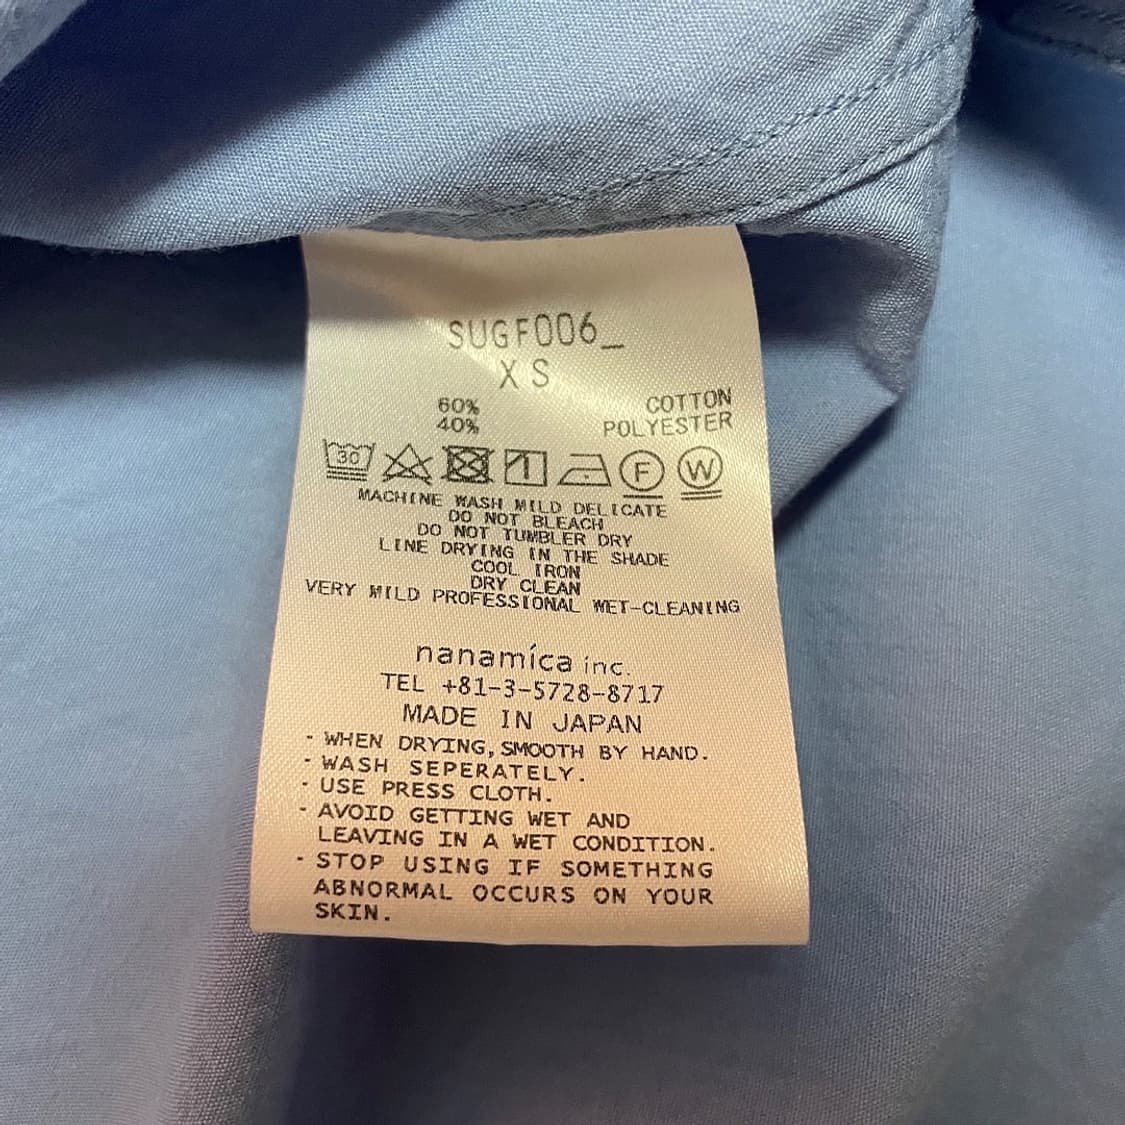 SUGF006_
XS
60% COTTON
40% POLYESTER
30 F W
MACHINE WASH MILD DELICATE
DO NOT BLEACH
DO NOT TUMBLER DRY
LINE DRYING IN THE SHADE
COOL IRON
DRY CLEAN
VERY MILD PROFESSIONAL WET-CLEANING
nanamíca inc.
TEL +81-3-5728-8717
MADE IN JAPAN
- WHEN DRYING, SMOOTH BY HAND.
- WASH SEPERATELY.
- USE PRESS CLOTH.
- AVOID GETTING WET AND
LEAVING IN A WET CONDITION.
- STOP USING IF SOMETHING
ABNORMAL OCCURS ON YOUR
SKIN.